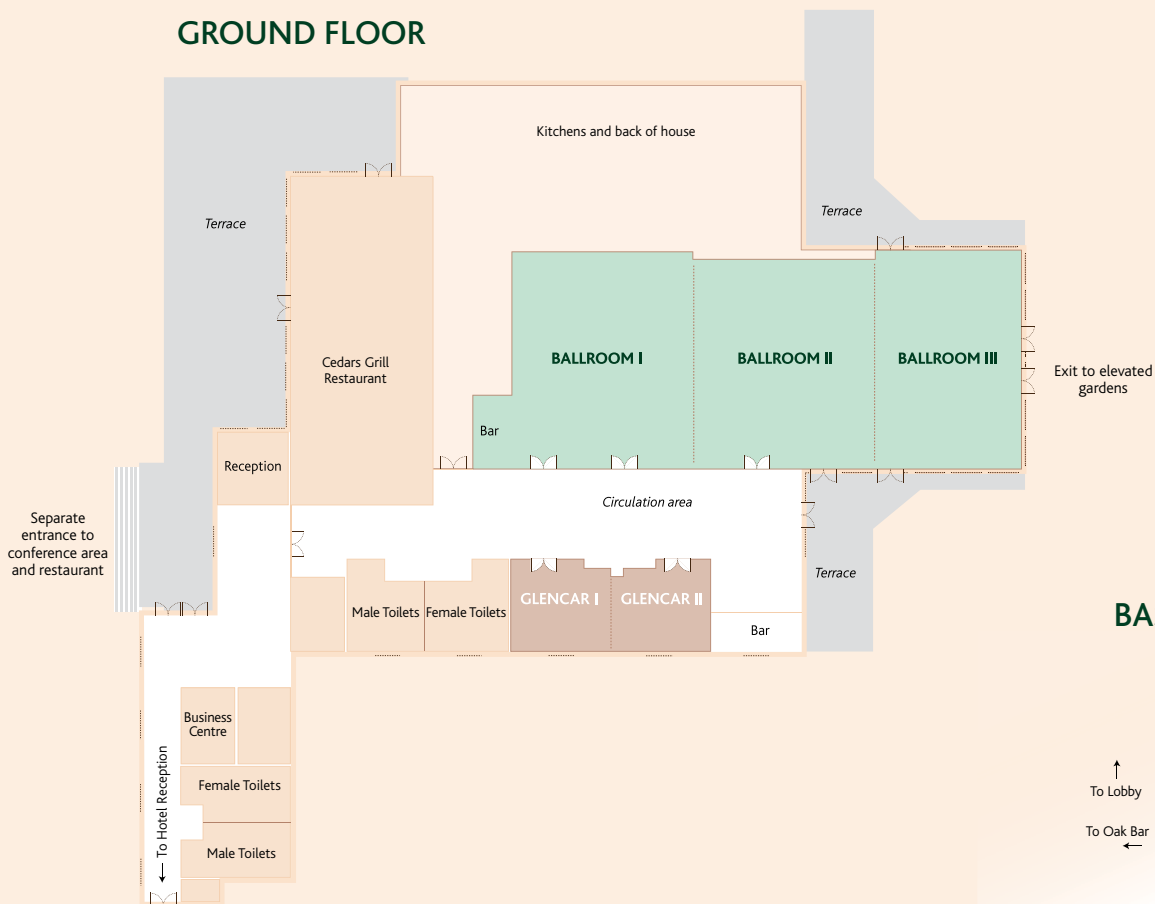 GROUND FLOOR
Kitchens and back of house
Terrace
Terrace
Cedars Grill
Restaurant
BALLROOM I
BALLROOM II
BALLROOM III
Exit to elevated
gardens
Bar
Reception
Circulation area
Separate
entrance to
conference area
and restaurant
Terrace
GLENCAR I
GLENCAR II
Male Toilets
Female Toilets
Bar
BA
Business
Centre
To Hotel Reception
Female Toilets
Male Toilets
To Lobby
To Oak Bar